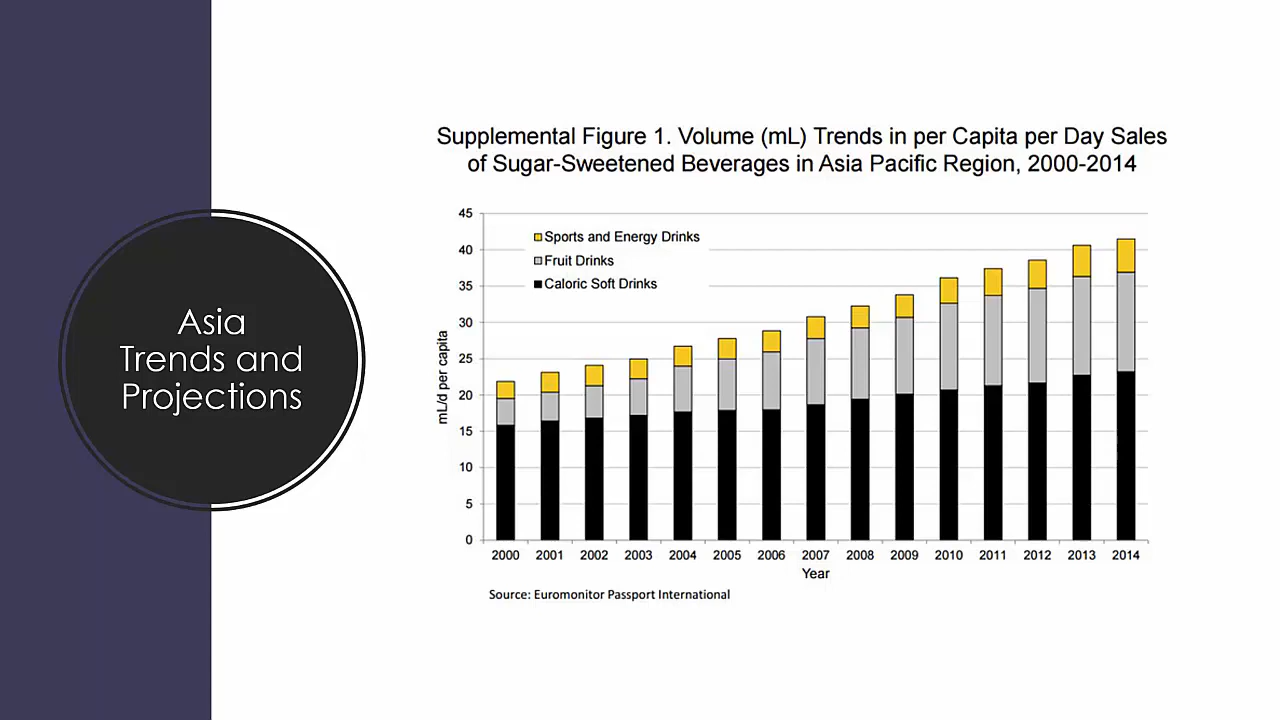 Asia
Trends and
Projections
Supplemental Figure 1. Volume (mL) Trends in per Capita per Day Sales
of Sugar-Sweetened Beverages in Asia Pacific Region, 2000-2014
45
40
35
30
25
20
15
10
5
0
mL/d per capita
Sports and Energy Drinks
Fruit Drinks
Caloric Soft Drinks
2000 2001 2002 2003 2004 2005 2006 2007 2008 2009 2010 2011 2012 2013 2014
Year
Source: Euromonitor Passport International